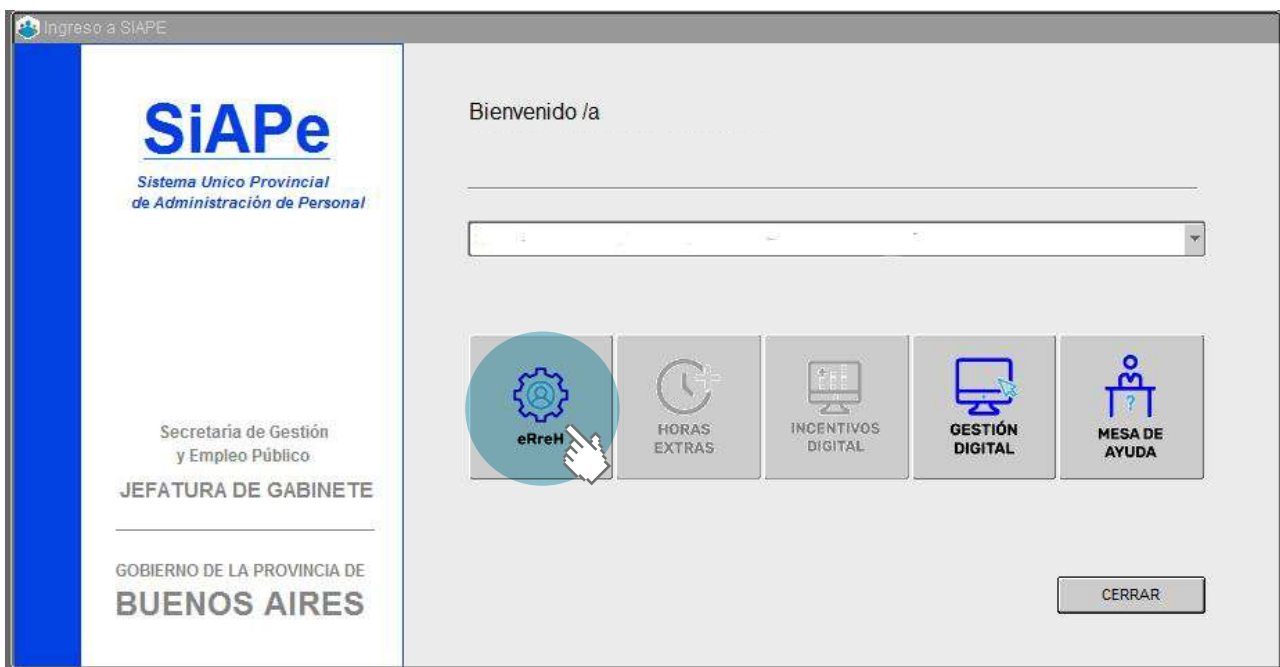 Ingreso a SIAPE
SiAPe
Sistema Unico Provincial
de Administración de Personal
Secretaría de Gestión
y Empleo Público
JEFATURA DE GABINETE
GOBIERNO DE LA PROVINCIA DE
BUENOS AIRES
Bienvenido /a
eRreH
HORAS
EXTRAS
INCENTIVOS
DIGITAL
GESTIÓN
DIGITAL
?
MESA DE
AYUDA
CERRAR